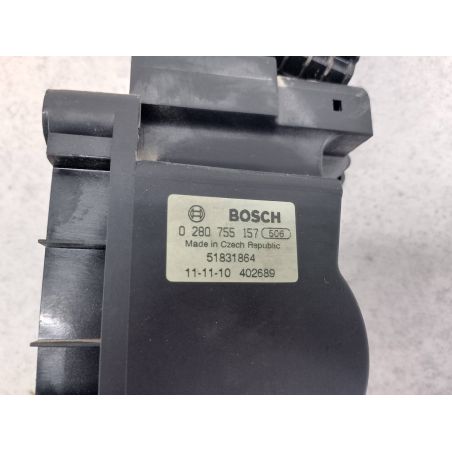 BOSCH
0 280 755 157 506
Made in Czech Republic
51831864
11-11-10 402689